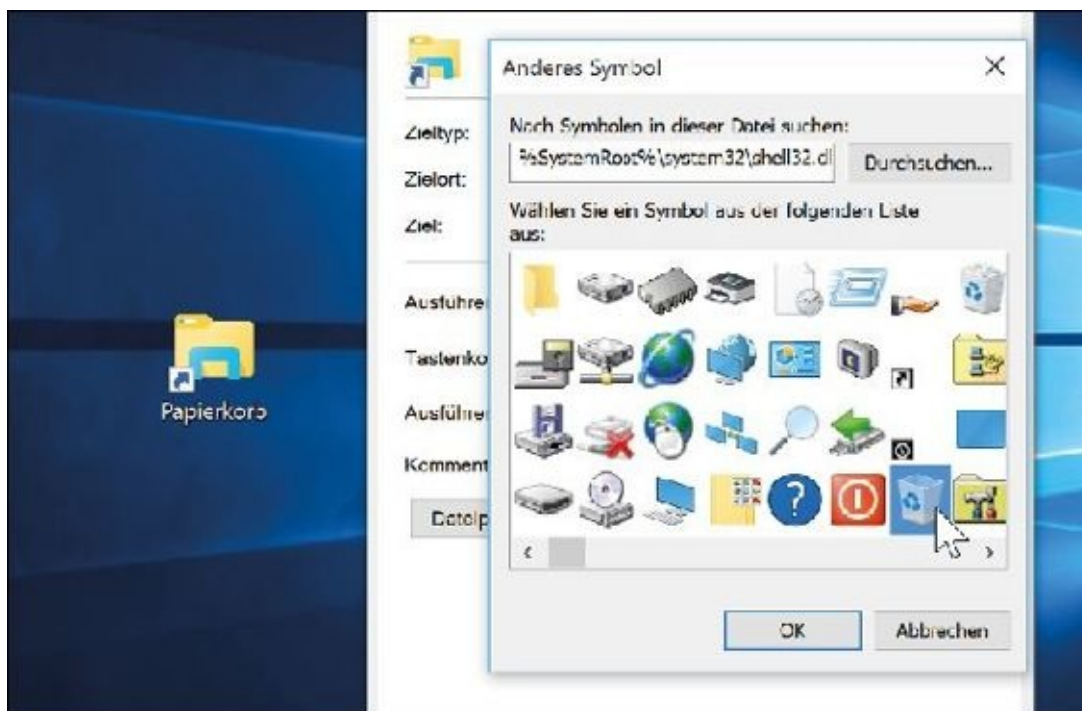 Anderes Symbol
Zieltyp:
Nach Symbolen in dieser Datei suchen:
%SystemRoot%\system32\shell32.dl
Durchsuchen...
Zielort:
Wählen Sie ein Symbol aus der folgenden Liste
aus:
Ziel:
Ausführe
Tastenko
Papierkorb
Ausführe
Komment
Dateip
OK
Abbrechen